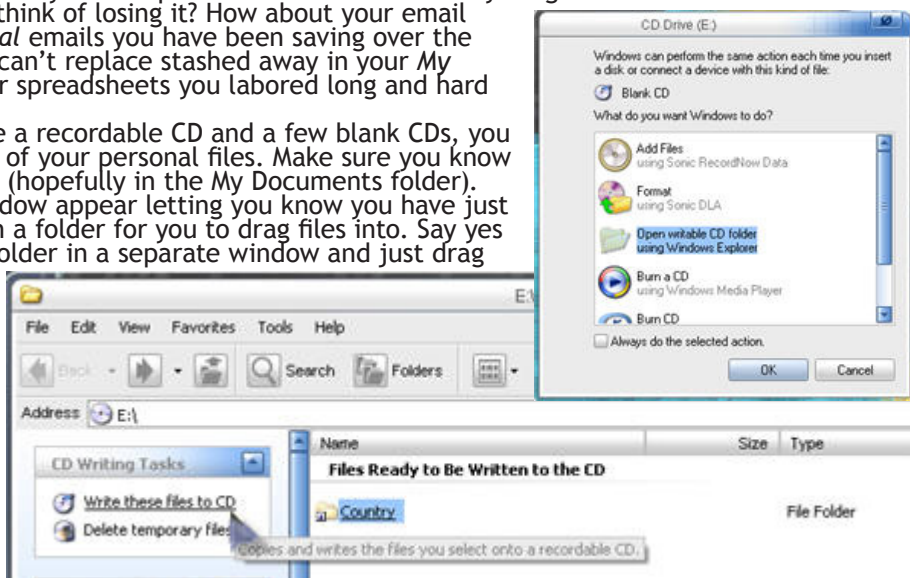 think of losing it? How about your email
al emails you have been saving over the
can't replace stashed away in your My
r spreadsheets you labored long and hard
e a recordable CD and a few blank CDs, you
of your personal files. Make sure you know
(hopefully in the My Documents folder).
dow appear letting you know you have just
n a folder for you to drag files into. Say yes
older in a separate window and just drag
CD Drive (E:)
Windows can perform the same action each time you insert
a disk or connect a device with this kind of file:
Blank CD
What do you want Windows to do?
Add Files
using Sonic RecordNow Data
Format
using Sonic DLA
Open writable CD folder
using Windows Explorer
Burn a CD
using Windows Media Player
Burn CD
Always do the selected action.
OK Cancel
E:\
File Edit View Favorites Tools Help
Back Search Folders
Address E:\
Name Size Type
CD Writing Tasks
Files Ready to Be Written to the CD
Write these files to CD
Country File Folder
Delete temporary files
Copies and writes the files you select onto a recordable CD.